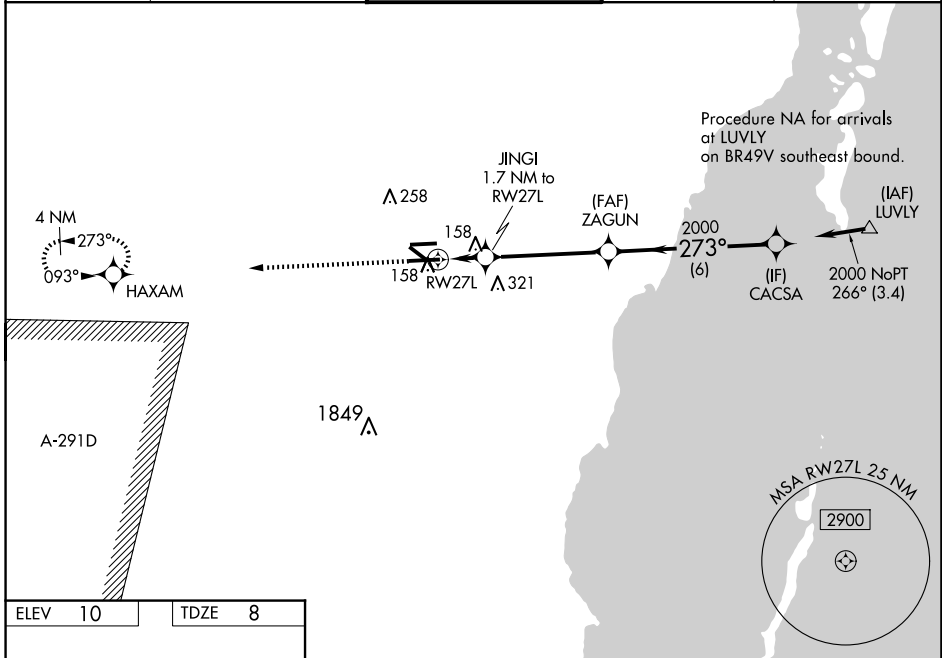 Procedure NA for arrivals
at LUVLY
on BR49V southeast bound.
JINGI
1.7 NM to
RW27L
258
(FAF)
ZAGUN
(IAF)
LUVLY
4 NM
273°
093°
HAXAM
158
158
RW27L
321
2000
273°
(6)
(IF)
CACSA
2000 NoPT
266° (3.4)
1849
A-291D
MSA RW27L 25 NM
2900
ELEV 10
TDZE 8